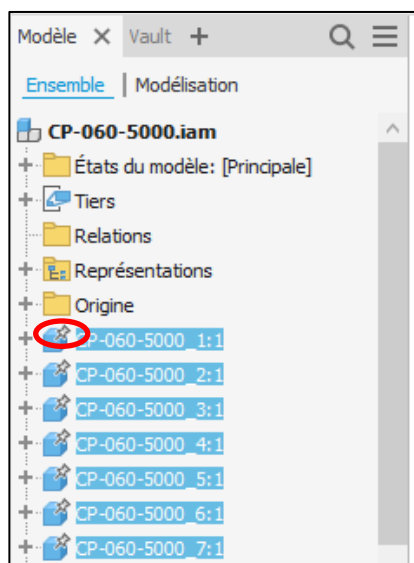 Modèle Vault
Ensemble | Modélisation
CP-060-5000.iam
États du modèle: [Principale]
Tiers
Relations
Représentations
Origine
CP-060-5000_1:1
CP-060-5000_2:1
CP-060-5000_3:1
CP-060-5000_4:1
CP-060-5000_5:1
CP-060-5000_6:1
CP-060-5000_7:1